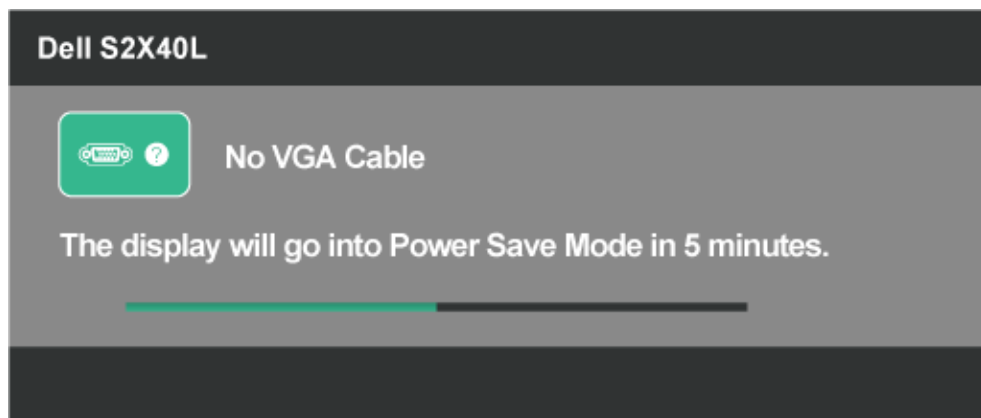 Dell S2X40L
No VGA Cable
The display will go into Power Save Mode in 5 minutes.